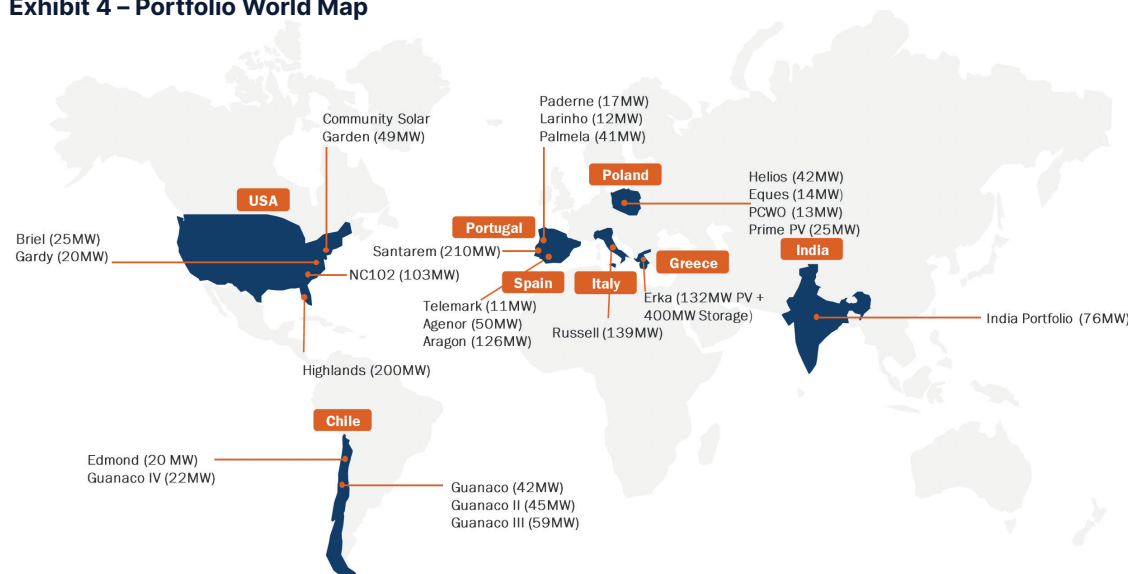 Exhibit 4 – Portfolio World Map
Community Solar
Garden (49MW)
USA
Briel (25MW)
Gardy (20MW)
NC102 (103MW)
Highlands (200MW)
Paderne (17MW)
Larinho (12MW)
Palmela (41MW)
Portugal
Santarem (210MW)
Spain
Telemark (11MW)
Agenor (50MW)
Aragon (126MW)
Italy
Russell (139MW)
Poland
Helios (42MW)
Eques (14MW)
PCWO (13MW)
Prime PV (25MW)
Greece
Erka (132MW PV +
400MW Storage)
India
India Portfolio (76MW)
Chile
Edmond (20 MW)
Guanaco IV (22MW)
Guanaco (42MW)
Guanaco II (45MW)
Guanaco III (59MW)